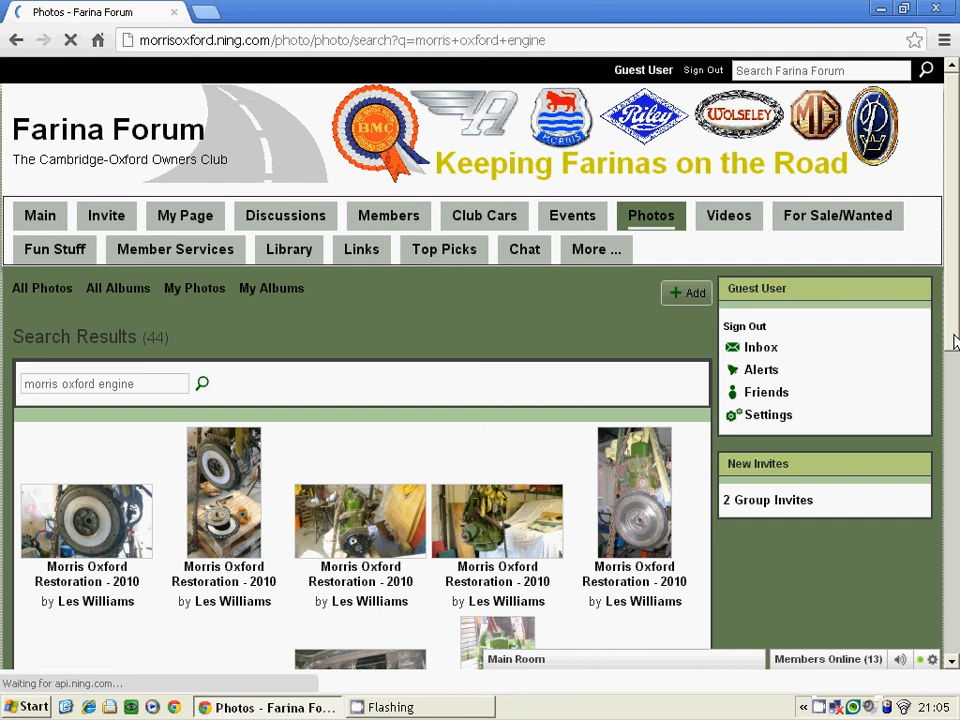 Photos - Farina Forum
morrisoxford.ning.com/photo/photo/search?q=morris+oxford+engine
Guest User Sign Out Search Farina Forum
Farina Forum
The Cambridge-Oxford Owners Club
BMC
MORRIS
Riley
WOLSELEY
MG
Keeping Farinas on the Road
Main Invite My Page Discussions Members Club Cars Events Photos Videos For Sale/Wanted
Fun Stuff Member Services Library Links Top Picks Chat More ...
All Photos All Albums My Photos My Albums
+ Add
Search Results (44)
morris oxford engine
Guest User
Sign Out
Inbox
Alerts
Friends
Settings
New Invites
2 Group Invites
Morris Oxford Restoration - 2010
by Les Williams
Morris Oxford Restoration - 2010
by Les Williams
Morris Oxford Restoration - 2010
by Les Williams
Morris Oxford Restoration - 2010
by Les Williams
Morris Oxford Restoration - 2010
by Les Williams
Main Room
Members Online (13)
Waiting for api.ning.com...
Start
Photos - Farina Fo...
Flashing
« 21:05